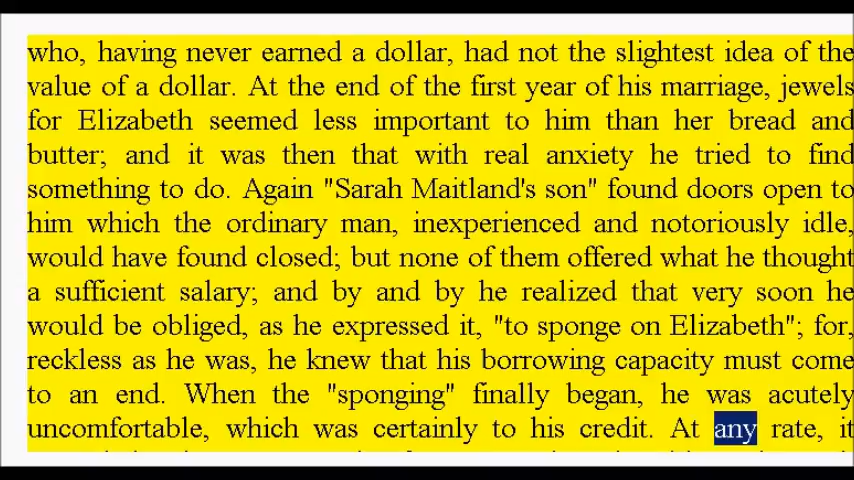 who, having never earned a dollar, had not the slightest idea of the
value of a dollar. At the end of the first year of his marriage, jewels
for Elizabeth seemed less important to him than her bread and
butter; and it was then that with real anxiety he tried to find
something to do. Again "Sarah Maitland's son" found doors open to
him which the ordinary man, inexperienced and notoriously idle,
would have found closed; but none of them offered what he thought
a sufficient salary; and by and by he realized that very soon he
would be obliged, as he expressed it, "to sponge on Elizabeth"; for,
reckless as he was, he knew that his borrowing capacity must come
to an end. When the "sponging" finally began, he was acutely
uncomfortable, which was certainly to his credit. At any rate, it